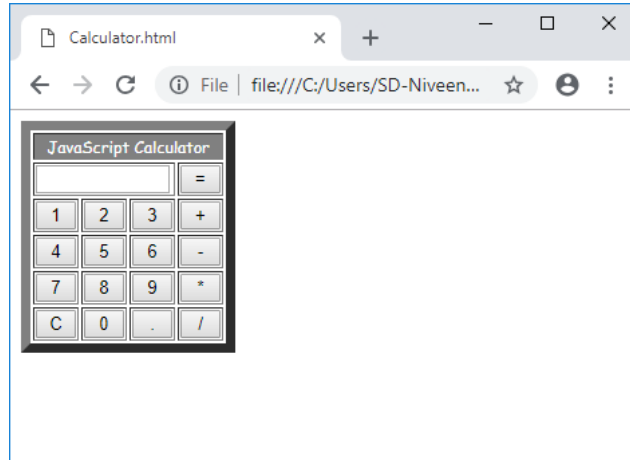 Calculator.html
File file:///C:/Users/SD-Niveen...
JavaScript Calculator
=
1 2 3 +
4 5 6 -
7 8 9 *
C 0 . /